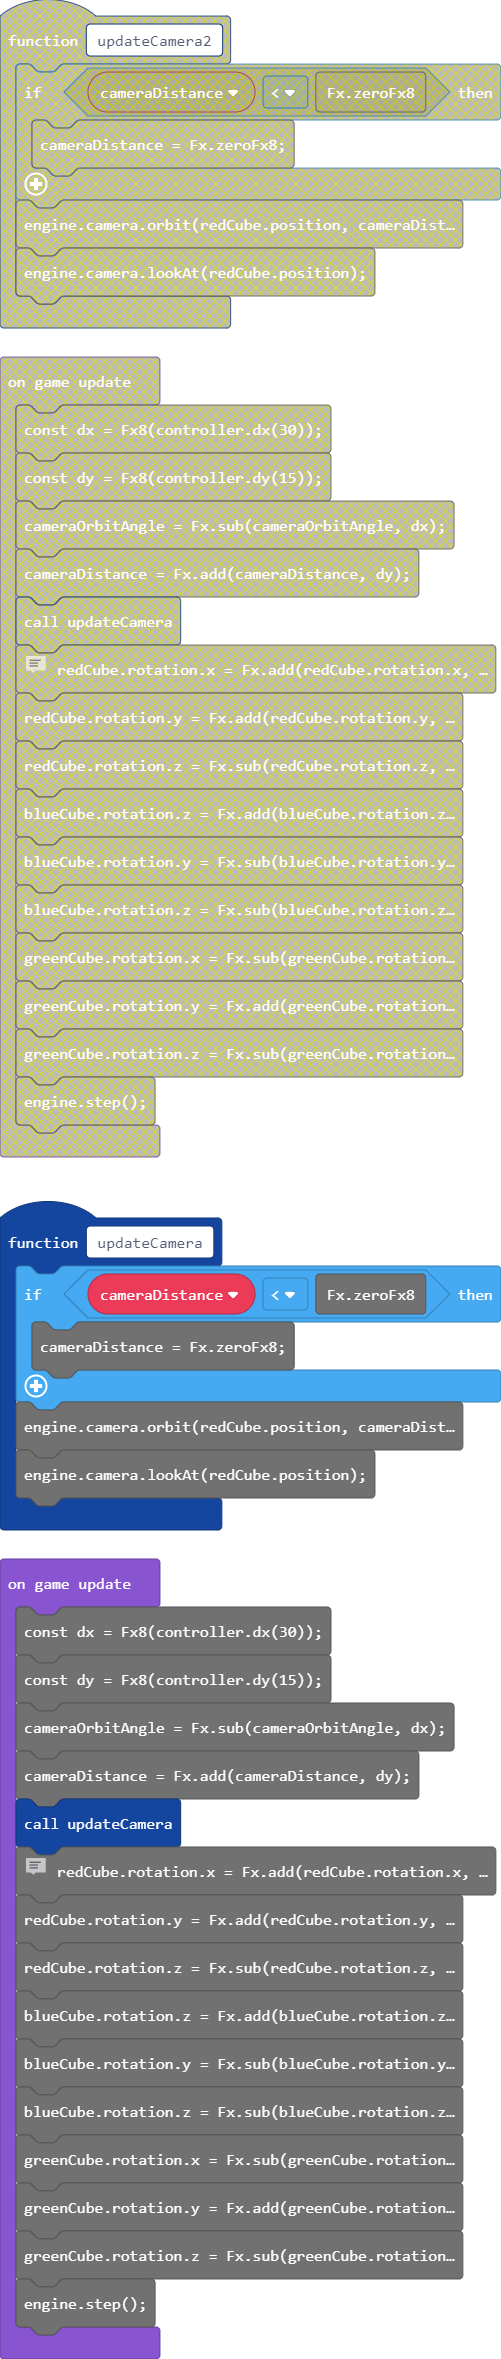 function updateCamera2
if cameraDistance < Fx.zeroFx8 then
cameraDistance = Fx.zeroFx8;
engine.camera.orbit(redCube.position, cameraDist…
engine.camera.lookAt(redCube.position);
on game update
const dx = Fx8(controller.dx(30));
const dy = Fx8(controller.dy(15));
cameraOrbitAngle = Fx.sub(cameraOrbitAngle, dx);
cameraDistance = Fx.add(cameraDistance, dy);
call updateCamera
redCube.rotation.x = Fx.add(redCube.rotation.x, …
redCube.rotation.y = Fx.add(redCube.rotation.y, …
redCube.rotation.z = Fx.sub(redCube.rotation.z, …
blueCube.rotation.z = Fx.add(blueCube.rotation.z…
blueCube.rotation.y = Fx.sub(blueCube.rotation.y…
blueCube.rotation.z = Fx.sub(blueCube.rotation.z…
greenCube.rotation.x = Fx.sub(greenCube.rotation…
greenCube.rotation.y = Fx.add(greenCube.rotation…
greenCube.rotation.z = Fx.sub(greenCube.rotation…
engine.step();
function updateCamera
if cameraDistance < Fx.zeroFx8 then
cameraDistance = Fx.zeroFx8;
engine.camera.orbit(redCube.position, cameraDist…
engine.camera.lookAt(redCube.position);
on game update
const dx = Fx8(controller.dx(30));
const dy = Fx8(controller.dy(15));
cameraOrbitAngle = Fx.sub(cameraOrbitAngle, dx);
cameraDistance = Fx.add(cameraDistance, dy);
call updateCamera
redCube.rotation.x = Fx.add(redCube.rotation.x, …
redCube.rotation.y = Fx.add(redCube.rotation.y, …
redCube.rotation.z = Fx.sub(redCube.rotation.z, …
blueCube.rotation.z = Fx.add(blueCube.rotation.z…
blueCube.rotation.y = Fx.sub(blueCube.rotation.y…
blueCube.rotation.z = Fx.sub(blueCube.rotation.z…
greenCube.rotation.x = Fx.sub(greenCube.rotation…
greenCube.rotation.y = Fx.add(greenCube.rotation…
greenCube.rotation.z = Fx.sub(greenCube.rotation…
engine.step();